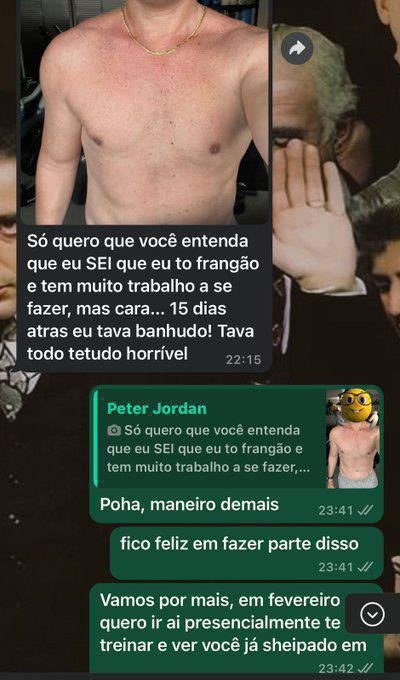 Só quero que você entenda
que eu SEI que eu to frangão
e tem muito trabalho a se
fazer, mas cara... 15 dias
atras eu tava banhudo! Tava
todo tetudo horrível
22:15
Peter Jordan
Só quero que você entenda
que eu SEI que eu to frangão e
tem muito trabalho a se fazer,...
Poha, maneiro demais
23:41
fico feliz em fazer parte disso
23:41
Vamos por mais, em fevereiro
quero ir ai presencialmente te
treinar e ver você já sheipado em
23:42